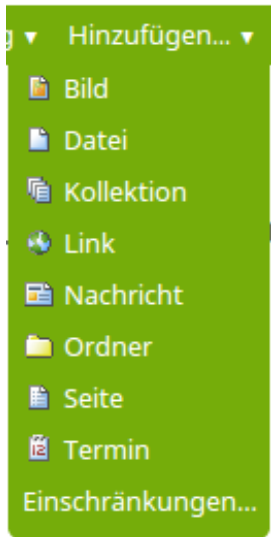 Hinzufügen... ▾
Bild
Datei
Kollektion
Link
Nachricht
Ordner
Seite
Termin
Einschränkungen...